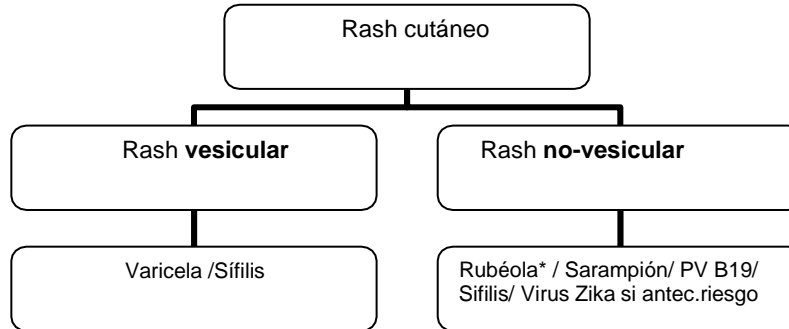 Rash cutáneo
Rash vesicular
Rash no-vesicular
Varicela /Sífilis
Rubéola* / Sarampión/ PV B19/
Sifilis/ Virus Zika si antec.riesgo